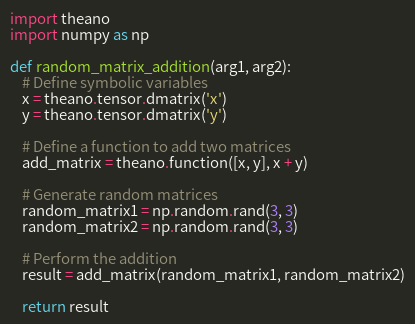 import theano
import numpy as np

def random_matrix_addition(arg1, arg2):
    # Define symbolic variables
    x = theano.tensor.dmatrix('x')
    y = theano.tensor.dmatrix('y')

    # Define a function to add two matrices
    add_matrix = theano.function([x, y], x + y)

    # Generate random matrices
    random_matrix1 = np.random.rand(3, 3)
    random_matrix2 = np.random.rand(3, 3)

    # Perform the addition
    result = add_matrix(random_matrix1, random_matrix2)

    return result